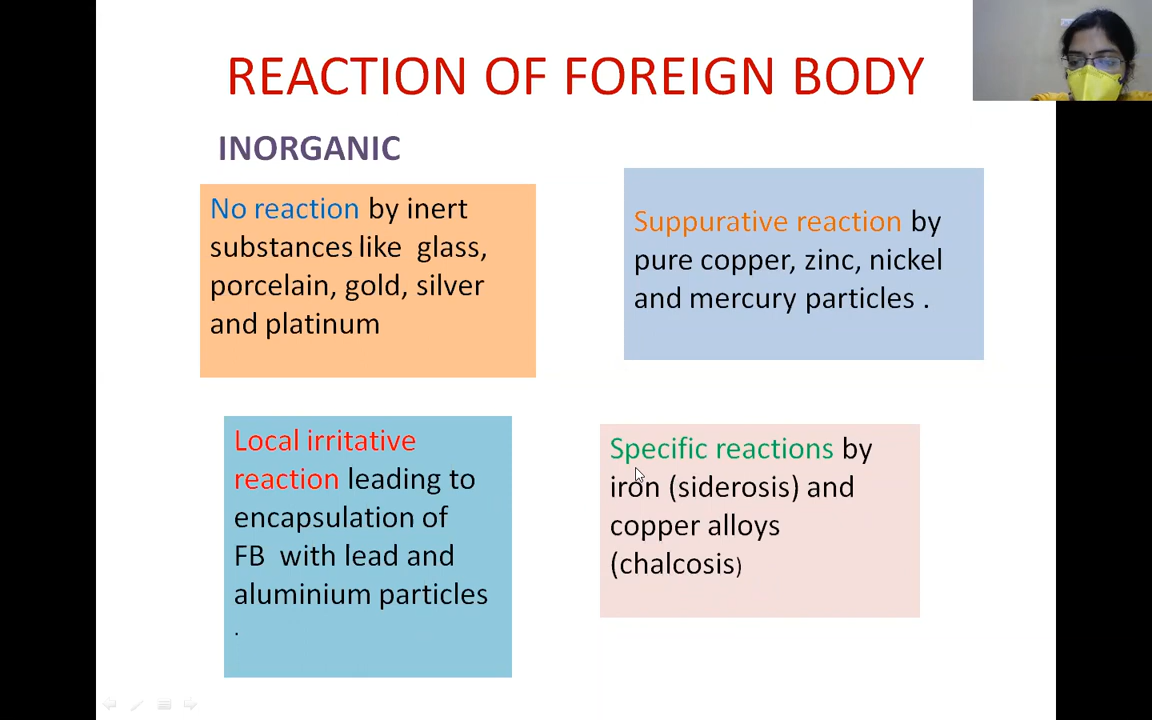 REACTION OF FOREIGN BODY
INORGANIC
No reaction by inert
substances like glass,
porcelain, gold, silver
and platinum
Suppurative reaction by
pure copper, zinc, nickel
and mercury particles .
Local irritative
reaction leading to
encapsulation of
FB with lead and
aluminium particles
.
Specific reactions by
iron (siderosis) and
copper alloys
(chalcosis)